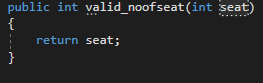 public int valid_noofseat(int seat)
{
return seat;
}